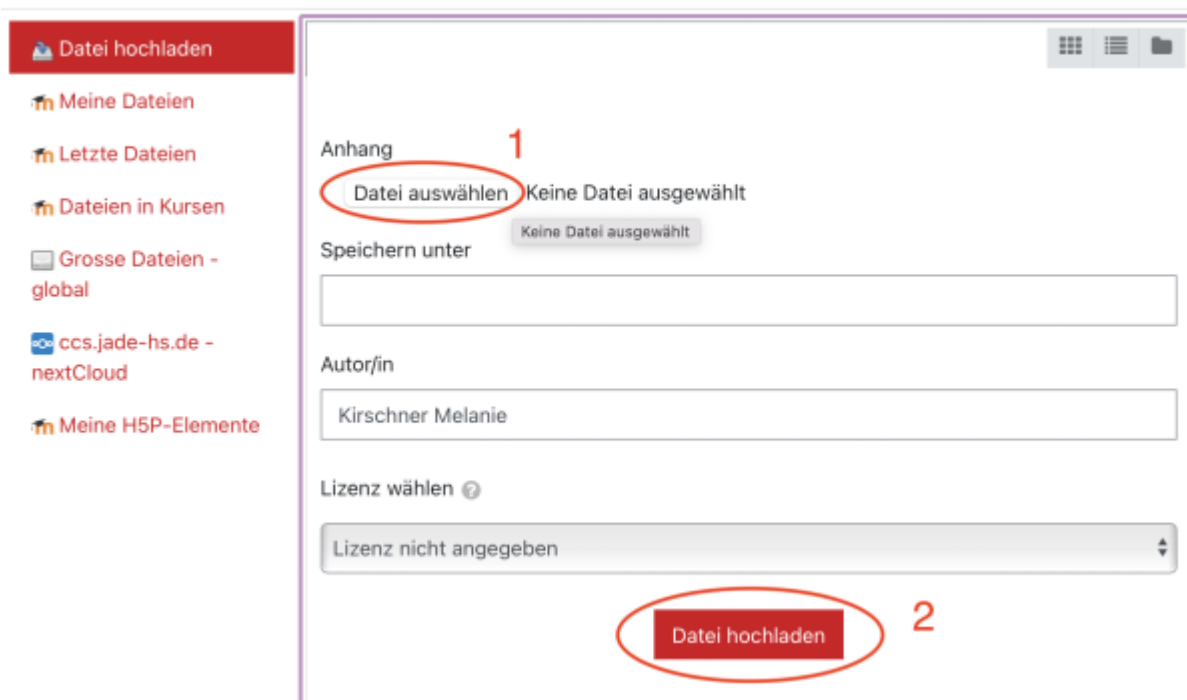 Datei hochladen
Meine Dateien
Letzte Dateien
Dateien in Kursen
Grosse Dateien -
global
ccs.jade-hs.de -
nextCloud
Meine H5P-Elemente
1
Anhang
Datei auswählen Keine Datei ausgewählt
Keine Datei ausgewählt
Speichern unter
Autor/in
Kirschner Melanie
Lizenz wählen ?
Lizenz nicht angegeben
Datei hochladen
2